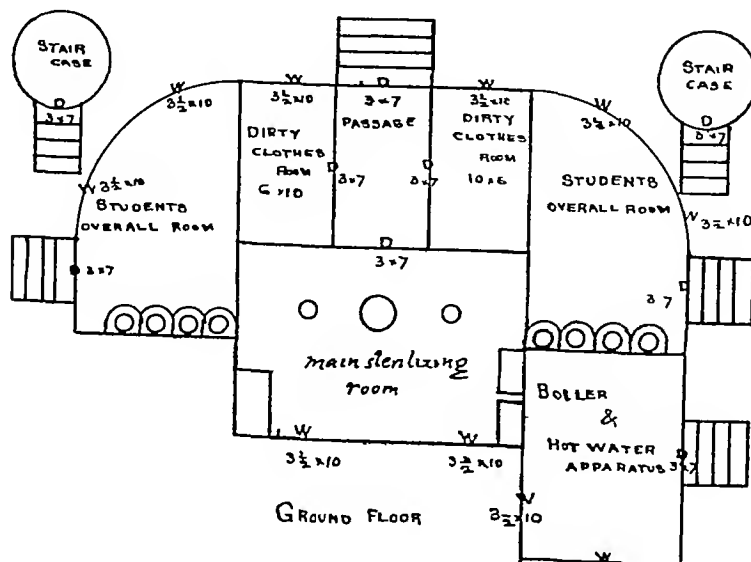 STAIR
CASE
D
3×7
STAIR
CASE
D
3×7
W
3½×10
W
3½×10
D
3×7
W
3½×10
W
3½×10
DIRTY
CLOTHES
ROOM
6×10
D
3×7
PASSAGE
D
3×7
DIRTY
CLOTHES
ROOM
10×6
W 3½×10
STUDENTS
OVERALL ROOM
STUDENTS
OVERALL ROOM
W 3½×10
D 3×7
D
3×7
D
3 7
main sterilizing
room
BOILER
&
HOT WATER
APPARATUS
D
3×7
W
3½×10
W
3½×10
W
3½×10
GROUND FLOOR
W